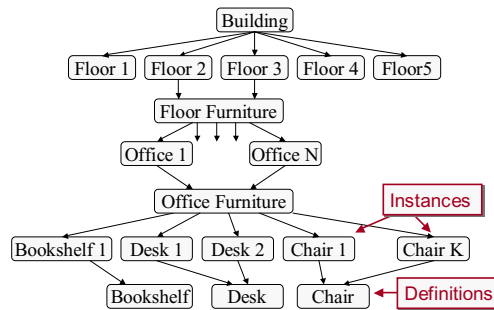 Building
Floor 1 Floor 2 Floor 3 Floor 4 Floor5
Floor Furniture
Office 1 Office N
Office Furniture
Instances
Bookshelf 1 Desk 1 Desk 2 Chair 1 Chair K
Bookshelf Desk Chair
Definitions